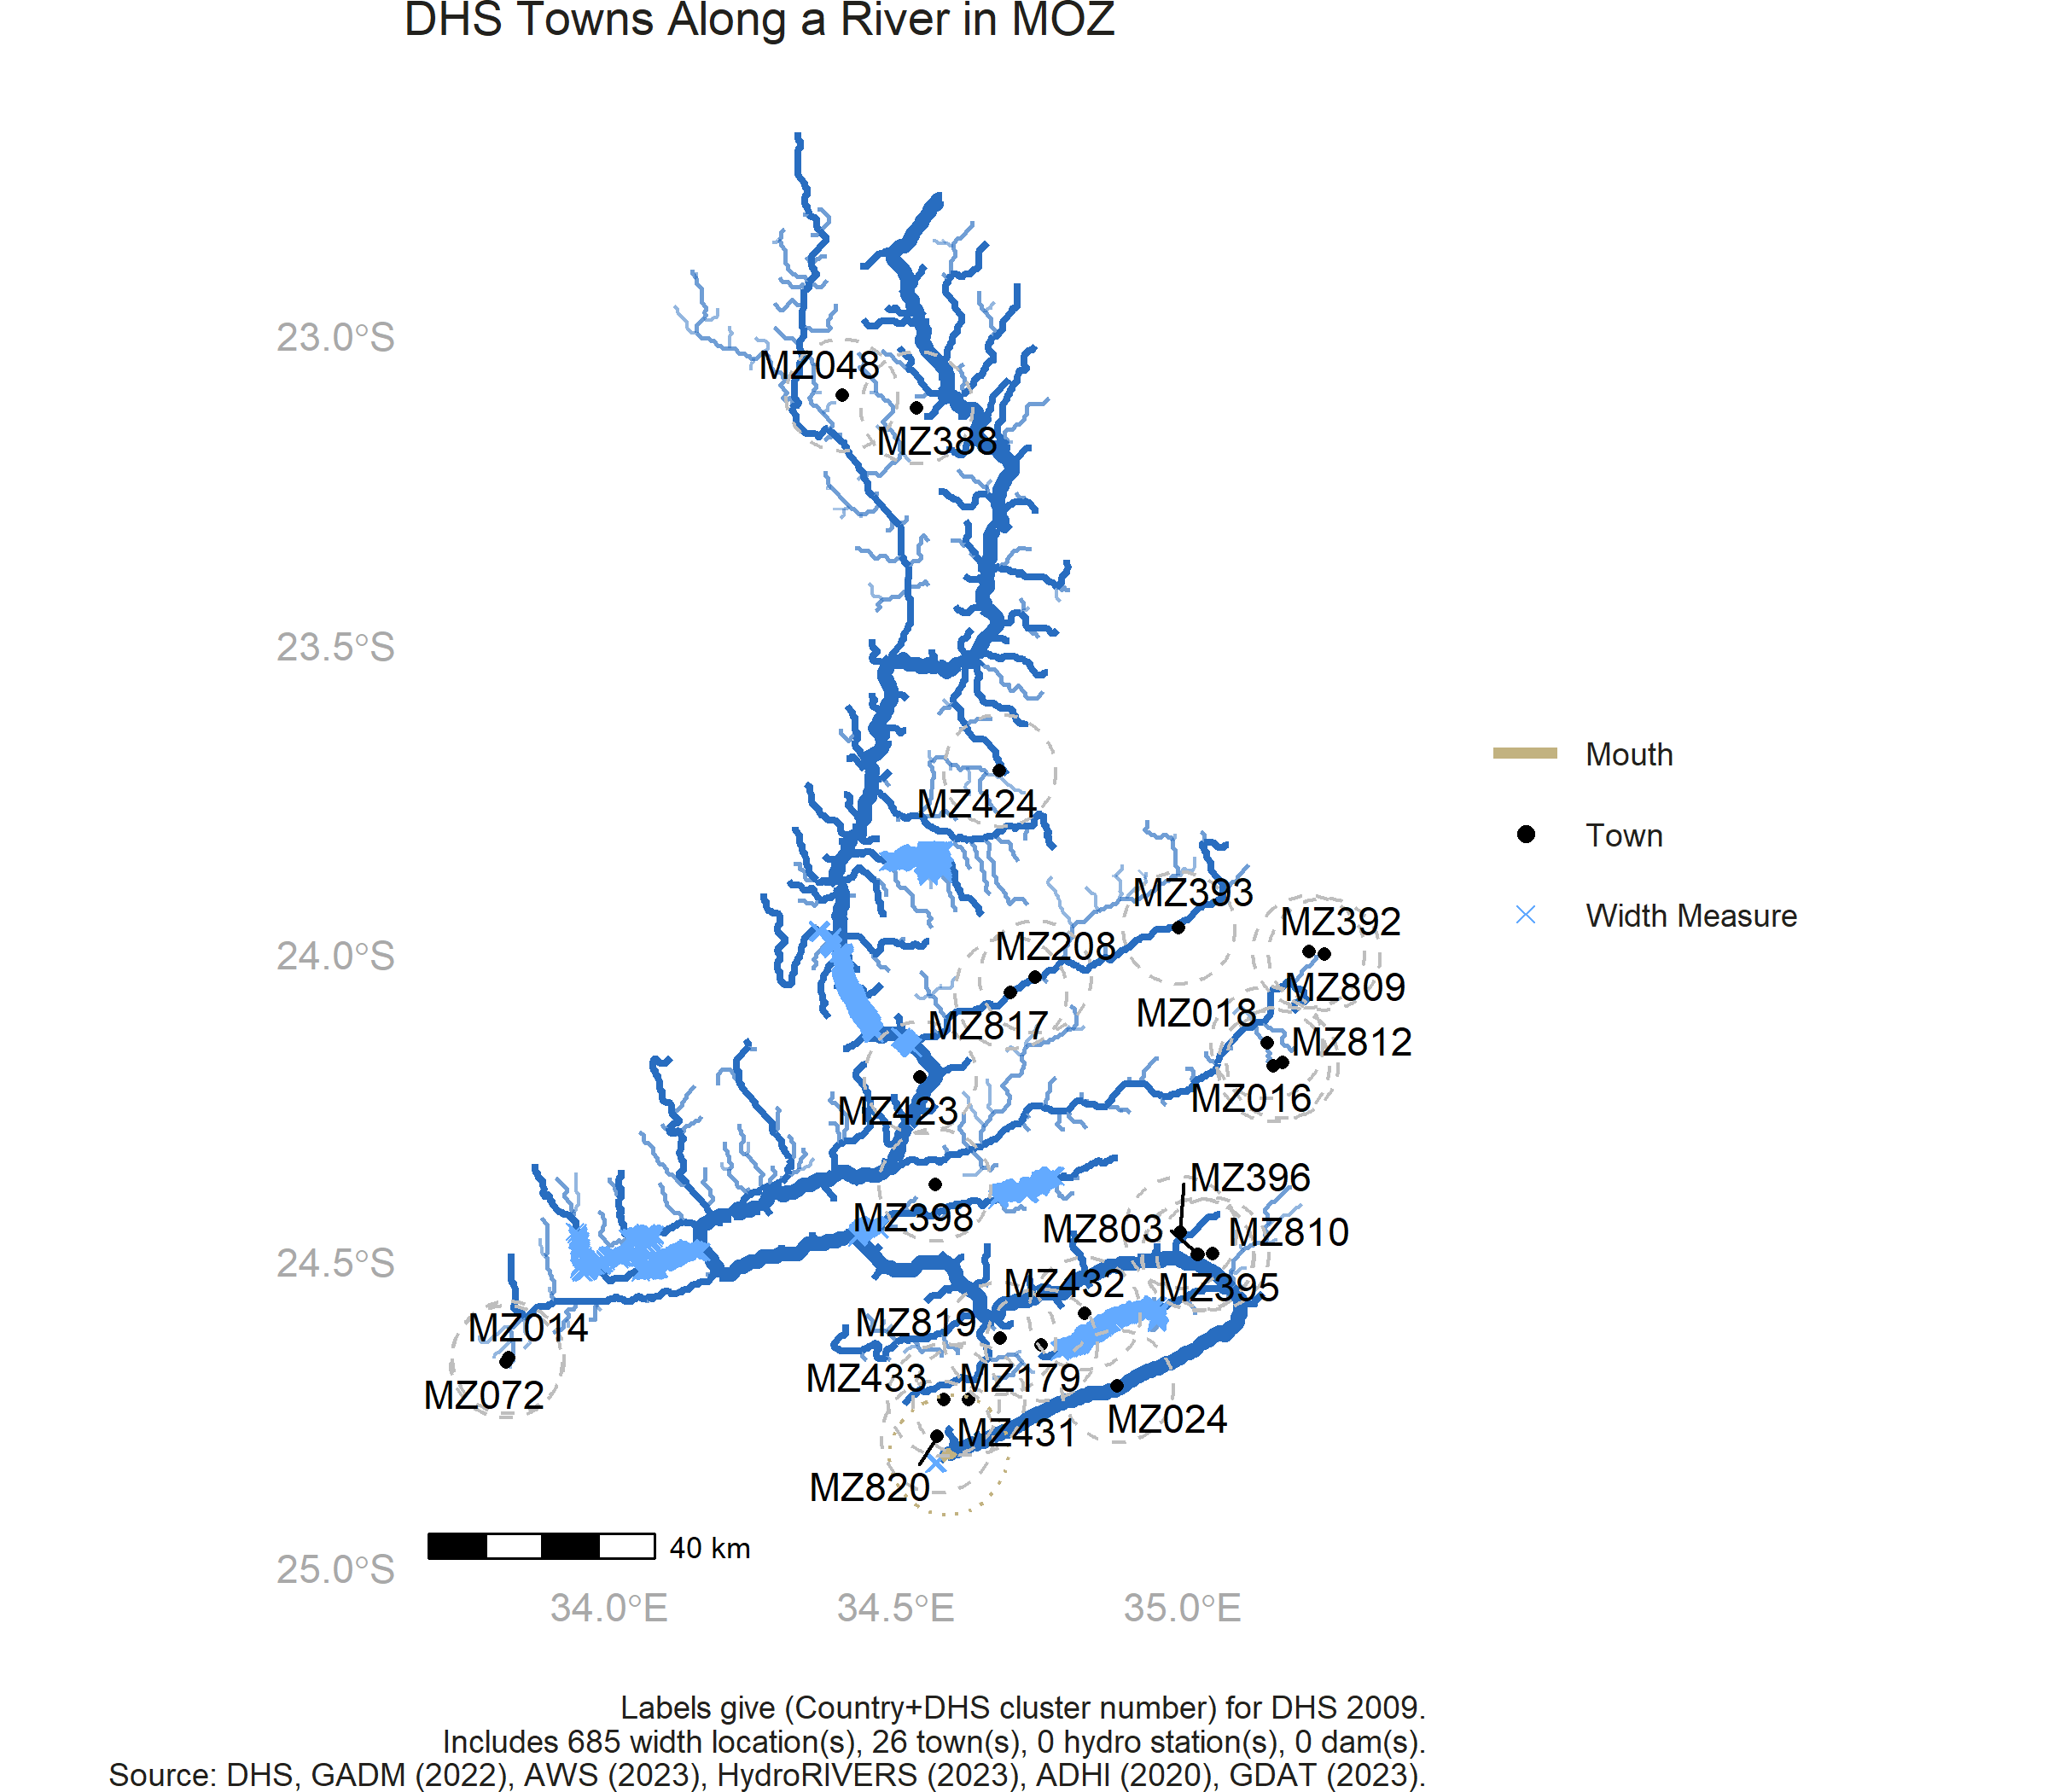 DHS Towns Along a River in MOZ
23.0°S
MZ048
MZ388
23.5°S
Mouth
MZ424
Town
MZ393
Width Measure
MZ392
MZ208
24.0°S
MZ809
MZ018
MZ817
MZ812
MZ016
MZ423
MZ396
MZ398
MZ803
MZ810
24.5°S
MZ432
MZ395
MZ819
MZ014
MZ433
MZ179
MZ072
MZ024
MZ431
MZ820
40 km
25.0°S
34.0°E
34.5°E
35.0°E
Labels give (Country+DHS cluster number) for DHS 2009.
Includes 685 width location(s), 26 town(s), 0 hydro station(s), 0 dam(s).
Source: DHS, GADM (2022), AWS (2023), HydroRIVERS (2023), ADHI (2020), GDAT (2023).